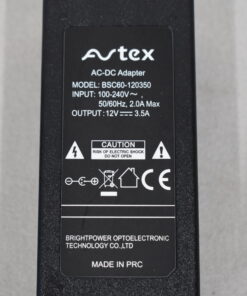 Avtex
AC-DC Adapter
MODEL: BSC60-120350
INPUT: 100-240V～,
50/60Hz, 2.0A Max
OUTPUT: 12V⎓ 3.5A
CAUTION
RISK OF ELECTRIC SHOCK
DO NOT OPEN
CE
BRIGHTPOWER OPTOELECTRONIC
TECHNOLOGY CO.,LTD
MADE IN PRC